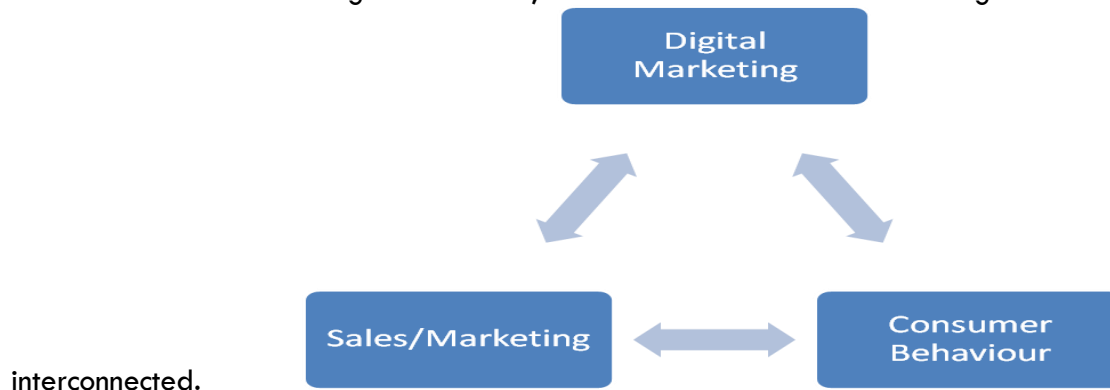 Digital
Marketing
Sales/Marketing
Consumer
Behaviour
interconnected.